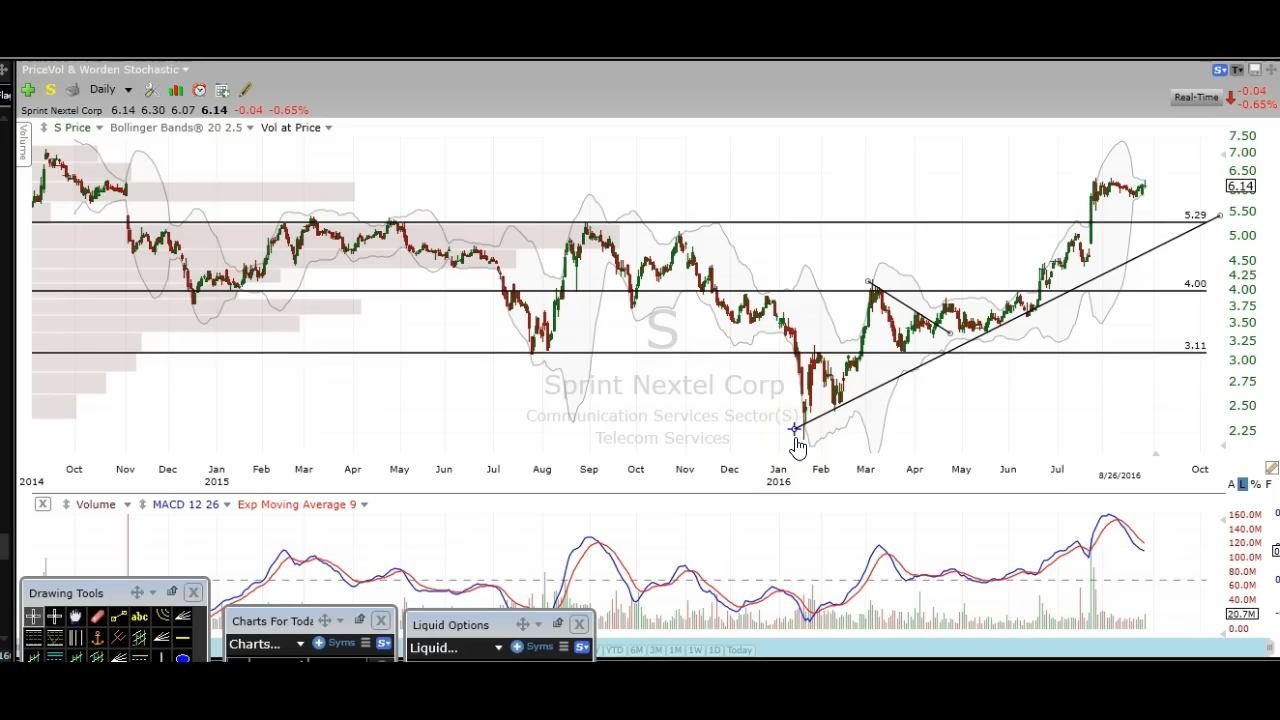 PriceVol & Worden Stochastic
S T
S Daily
Real-Time -0.04
-0.65%
Sprint Nextel Corp 6.14 6.30 6.07 6.14 -0.04 -0.65%
Volume
S Price Bollinger Bands® 20 2.5 Vol at Price
7.50
7.00
6.50
6.14
5.50
5.29
5.00
4.50
4.25
4.00
4.00
3.75
3.50
3.25
3.11
3.00
2.75
2.50
2.25
S
Sprint Nextel Corp
Communication Services Sector(S)
Telecom Services
Oct Nov Dec Jan Feb Mar Apr May Jun Jul Aug Sep Oct Nov Dec Jan Feb Mar Apr May Jun Jul Oct
2014 2015 2016 8/26/2016
A L % F
X Volume MACD 12 26 Exp Moving Average 9
160.0M
140.0M
120.0M
100.0M
80.0M
60.0M
40.0M
20.7M
0.00
Drawing Tools X
abc
Charts For Toda X
Charts... Syms S
Liquid Options X
Liquid... Syms S
YTD 6M 3M 1M 1W 1D Today